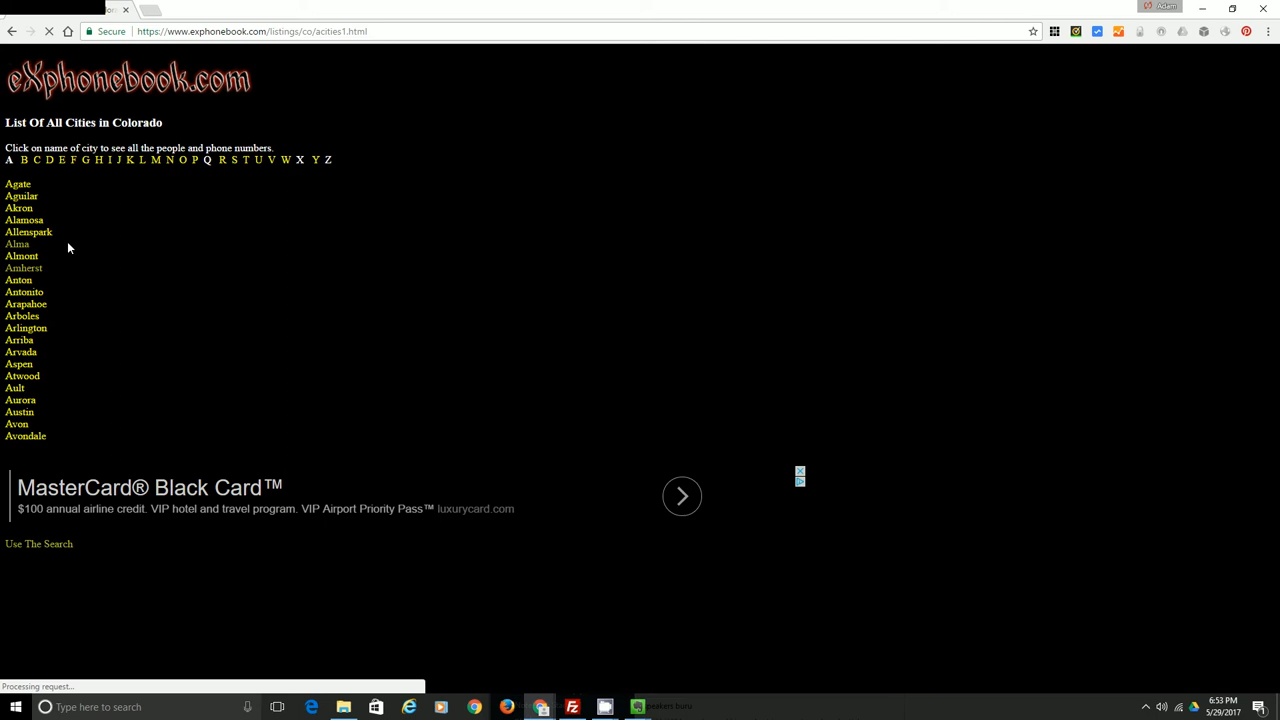 Adam
Secure
https://www.exphonebook.com/listings/co/acities1.html
eXphonebook.com
List Of All Cities in Colorado
Click on name of city to see all the people and phone numbers.
A B C D E F G H I J K L M N O P Q R S T U V W X Y Z
Agate
Aguilar
Akron
Alamosa
Allenspark
Alma
Almont
Amherst
Anton
Antonito
Arapahoe
Arboles
Arlington
Arriba
Arvada
Aspen
Atwood
Ault
Aurora
Austin
Avon
Avondale
MasterCard® Black Card™
$100 annual airline credit. VIP hotel and travel program. VIP Airport Priority Pass™ luxurycard.com
Use The Search
Processing request...
Type here to search
6:53 PM
5/29/2017